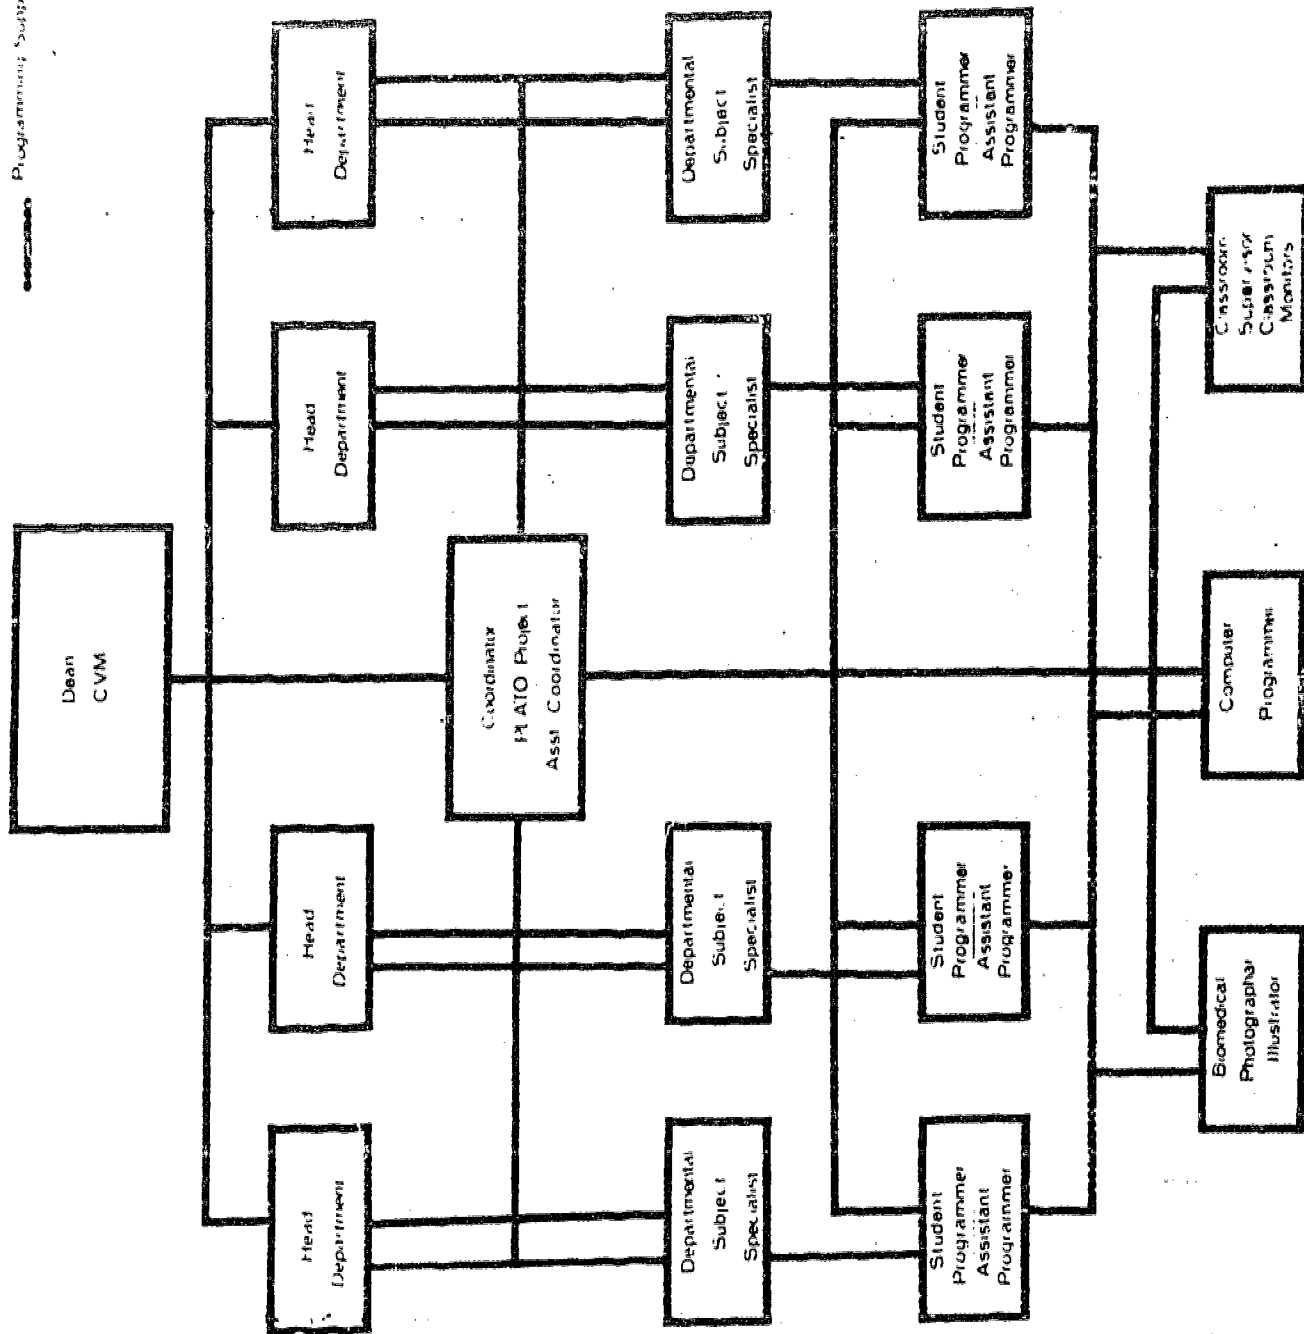 Programming
Dean
CVM
Head
Department
Head
Department
Head
Department
Head
Department
Coordinator
PLATO Project
Asst Coordinator
Departmental
Subject
Specialist
Departmental
Subject
Specialist
Departmental
Subject
Specialist
Departmental
Subject
Specialist
Student
Programmer
Assistant
Programmer
Student
Programmer
Assistant
Programmer
Student
Programmer
Assistant
Programmer
Student
Programmer
Assistant
Programmer
Biomedical
Photographer
Illustrator
Computer
Programmer
Classroom
Supervisor
Classroom
Monitors